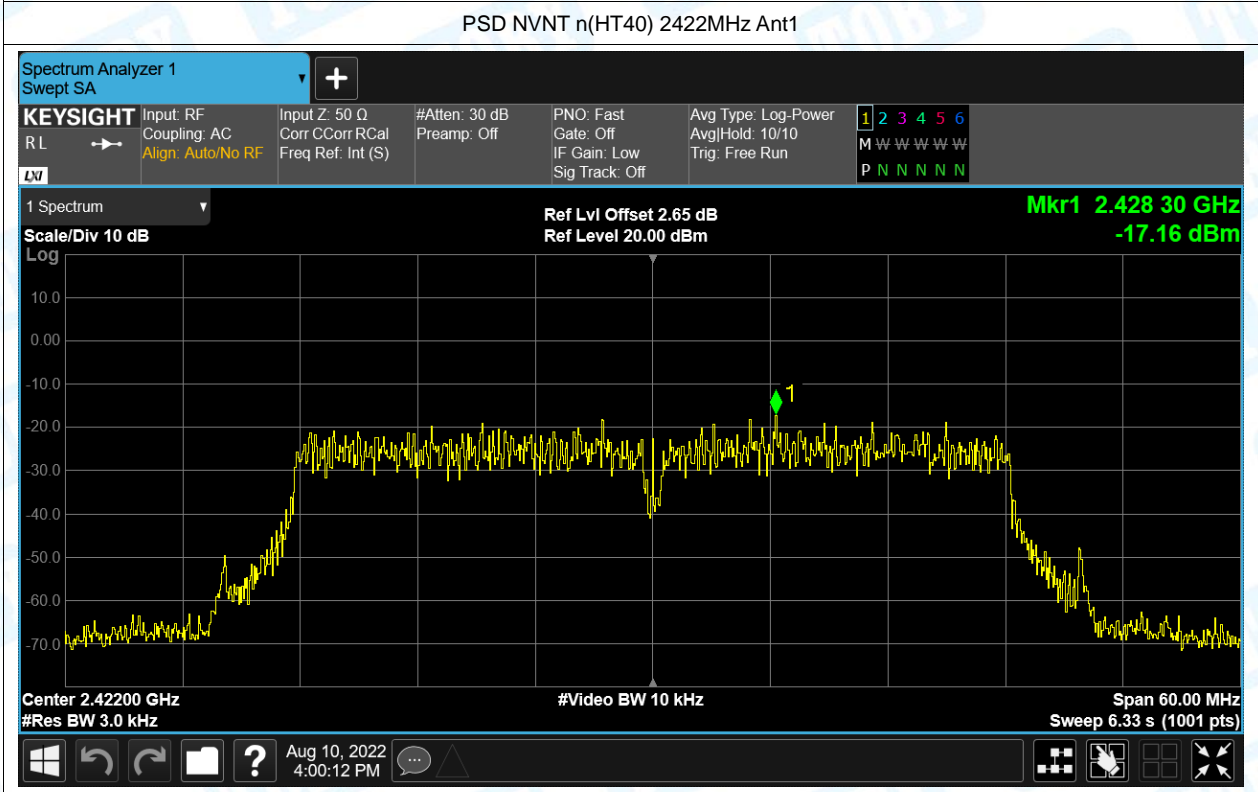 PSD NVNT n(HT40) 2422MHz Ant1
Spectrum Analyzer 1
Swept SA
KEYSIGHT
R L
LXI
Input: RF
Coupling: AC
Align: Auto/No RF
Input Z: 50 Ω
Corr CCorr RCal
Freq Ref: Int (S)
#Atten: 30 dB
Preamp: Off
PNO: Fast
Gate: Off
IF Gain: Low
Sig Track: Off
Avg Type: Log-Power
Avg|Hold: 10/10
Trig: Free Run
1 2 3 4 5 6
M W W W W W
P N N N N N
1 Spectrum
Scale/Div 10 dB
Log
Ref Lvl Offset 2.65 dB
Ref Level 20.00 dBm
Mkr1 2.428 30 GHz
-17.16 dBm
10.0
0.00
-10.0
1
-20.0
-30.0
-40.0
-50.0
-60.0
-70.0
Center 2.42200 GHz
#Video BW 10 kHz
Span 60.00 MHz
#Res BW 3.0 kHz
Sweep 6.33 s (1001 pts)
?
Aug 10, 2022
4:00:12 PM